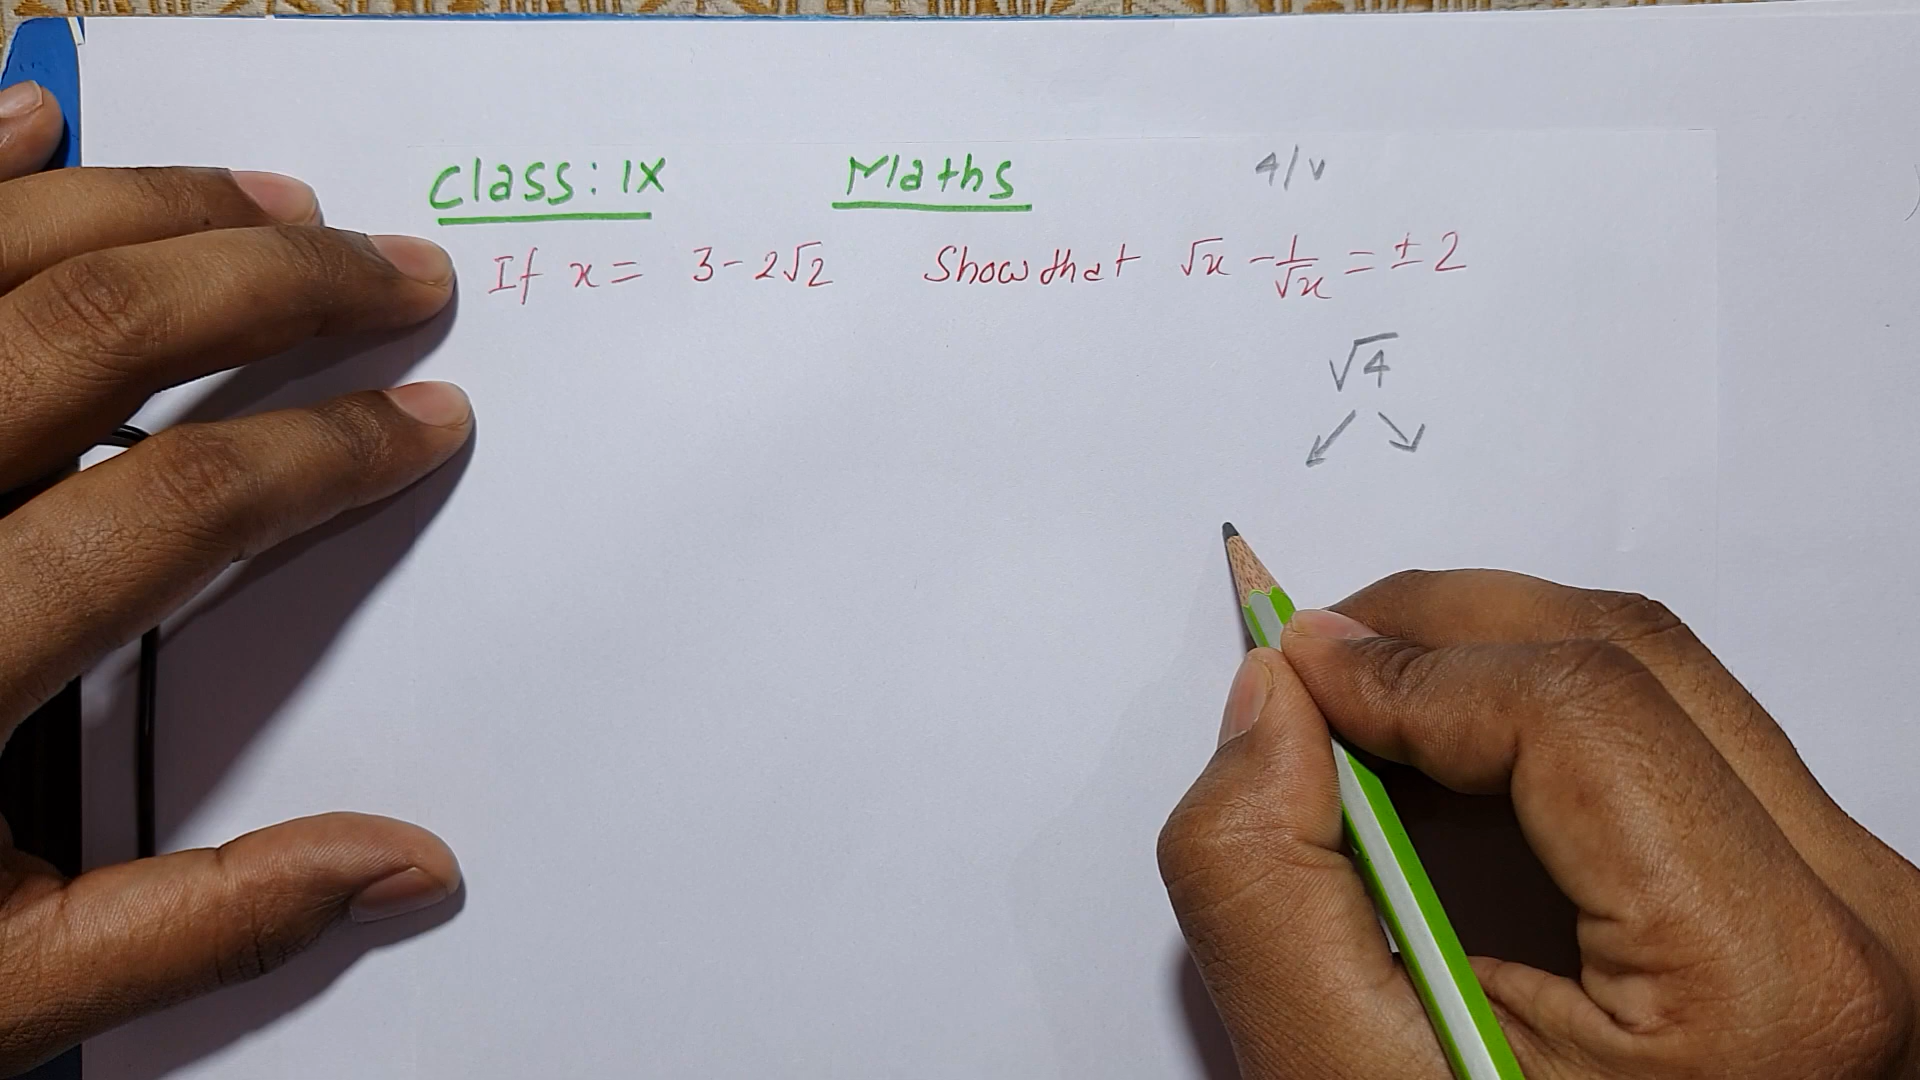 Class: IX Maths 4/v
If x = 3-2√2 Show that √x - 1/√x = ± 2
√4